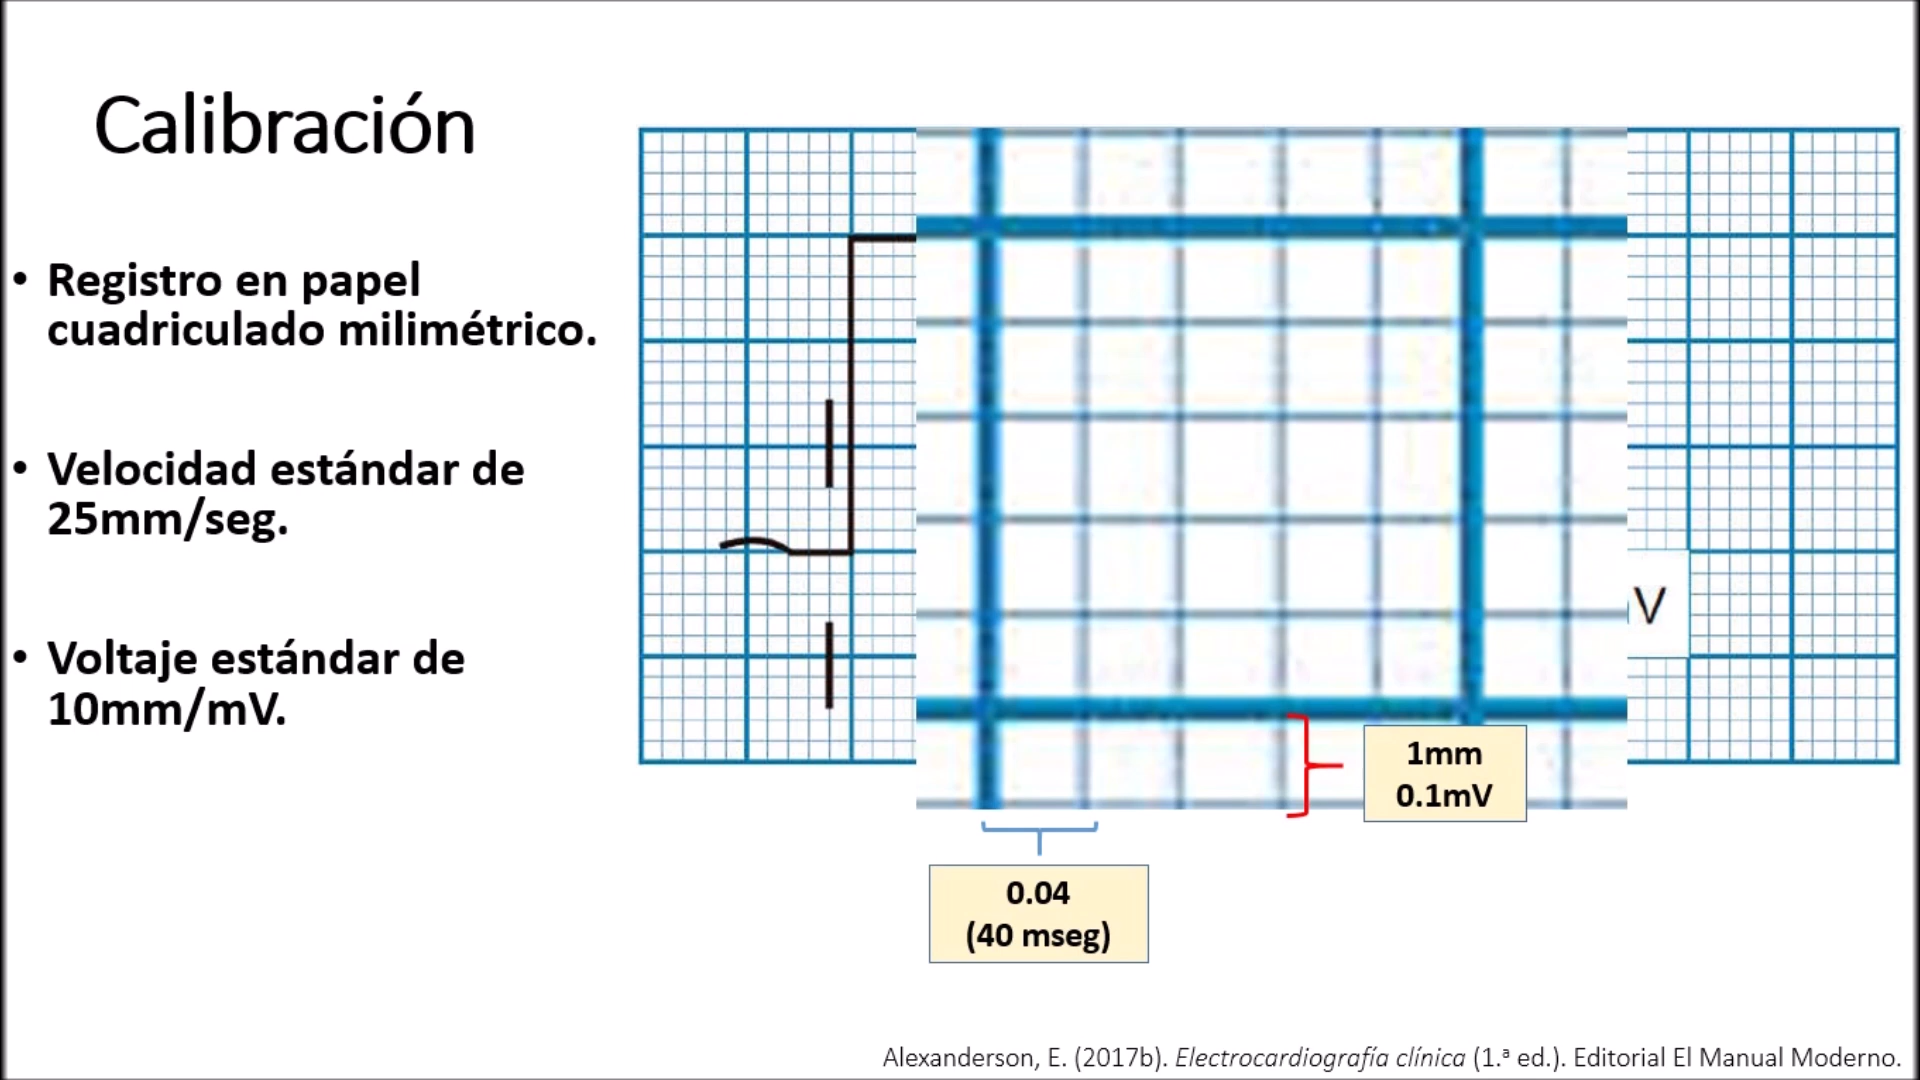 Calibración
• Registro en papel
cuadriculado milimétrico.
• Velocidad estándar de
25mm/seg.
• Voltaje estándar de
10mm/mV.
V
1mm
0.1mV
0.04
(40 mseg)
Alexanderson, E. (2017b). Electrocardiografía clínica (1.ª ed.). Editorial El Manual Moderno.